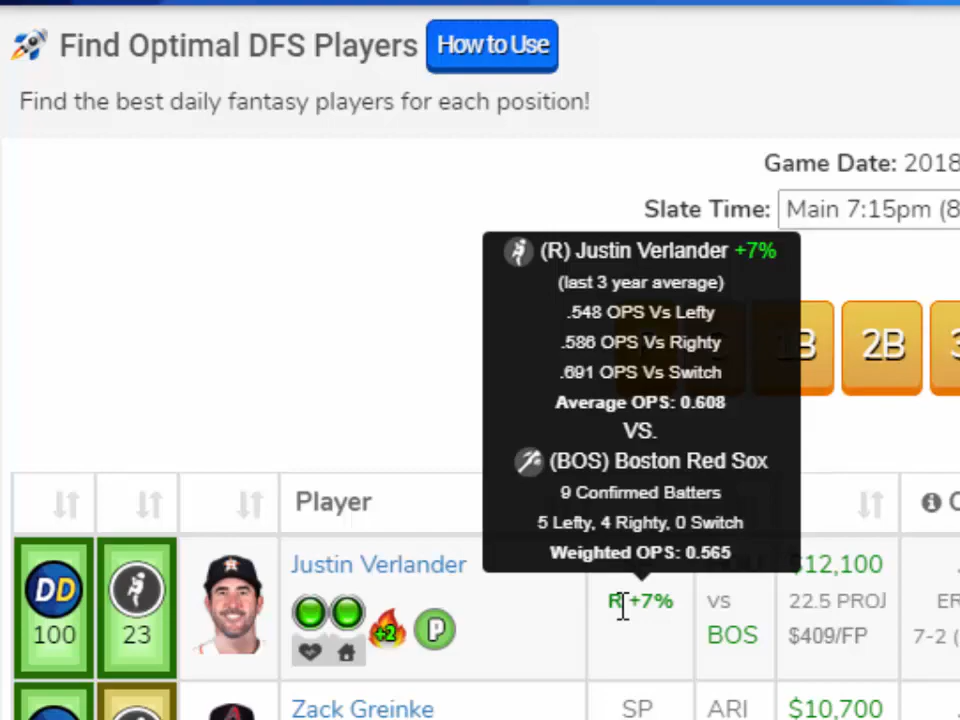 Find Optimal DFS Players How to Use
Find the best daily fantasy players for each position!
Game Date: 2018
Slate Time: Main 7:15pm (8
(R) Justin Verlander +7%
(last 3 year average)
.548 OPS Vs Lefty
.586 OPS Vs Righty
.691 OPS Vs Switch
Average OPS: 0.608
VS.
(BOS) Boston Red Sox
9 Confirmed Batters
5 Lefty, 4 Righty, 0 Switch
Weighted OPS: 0.565
2B
Player
DD
100
23
Justin Verlander
+2
P
R +7%
vs
BOS
$12,100
22.5 PROJ
$409/FP
ER
7-2 (
Zack Greinke
SP
ARI
$10,700